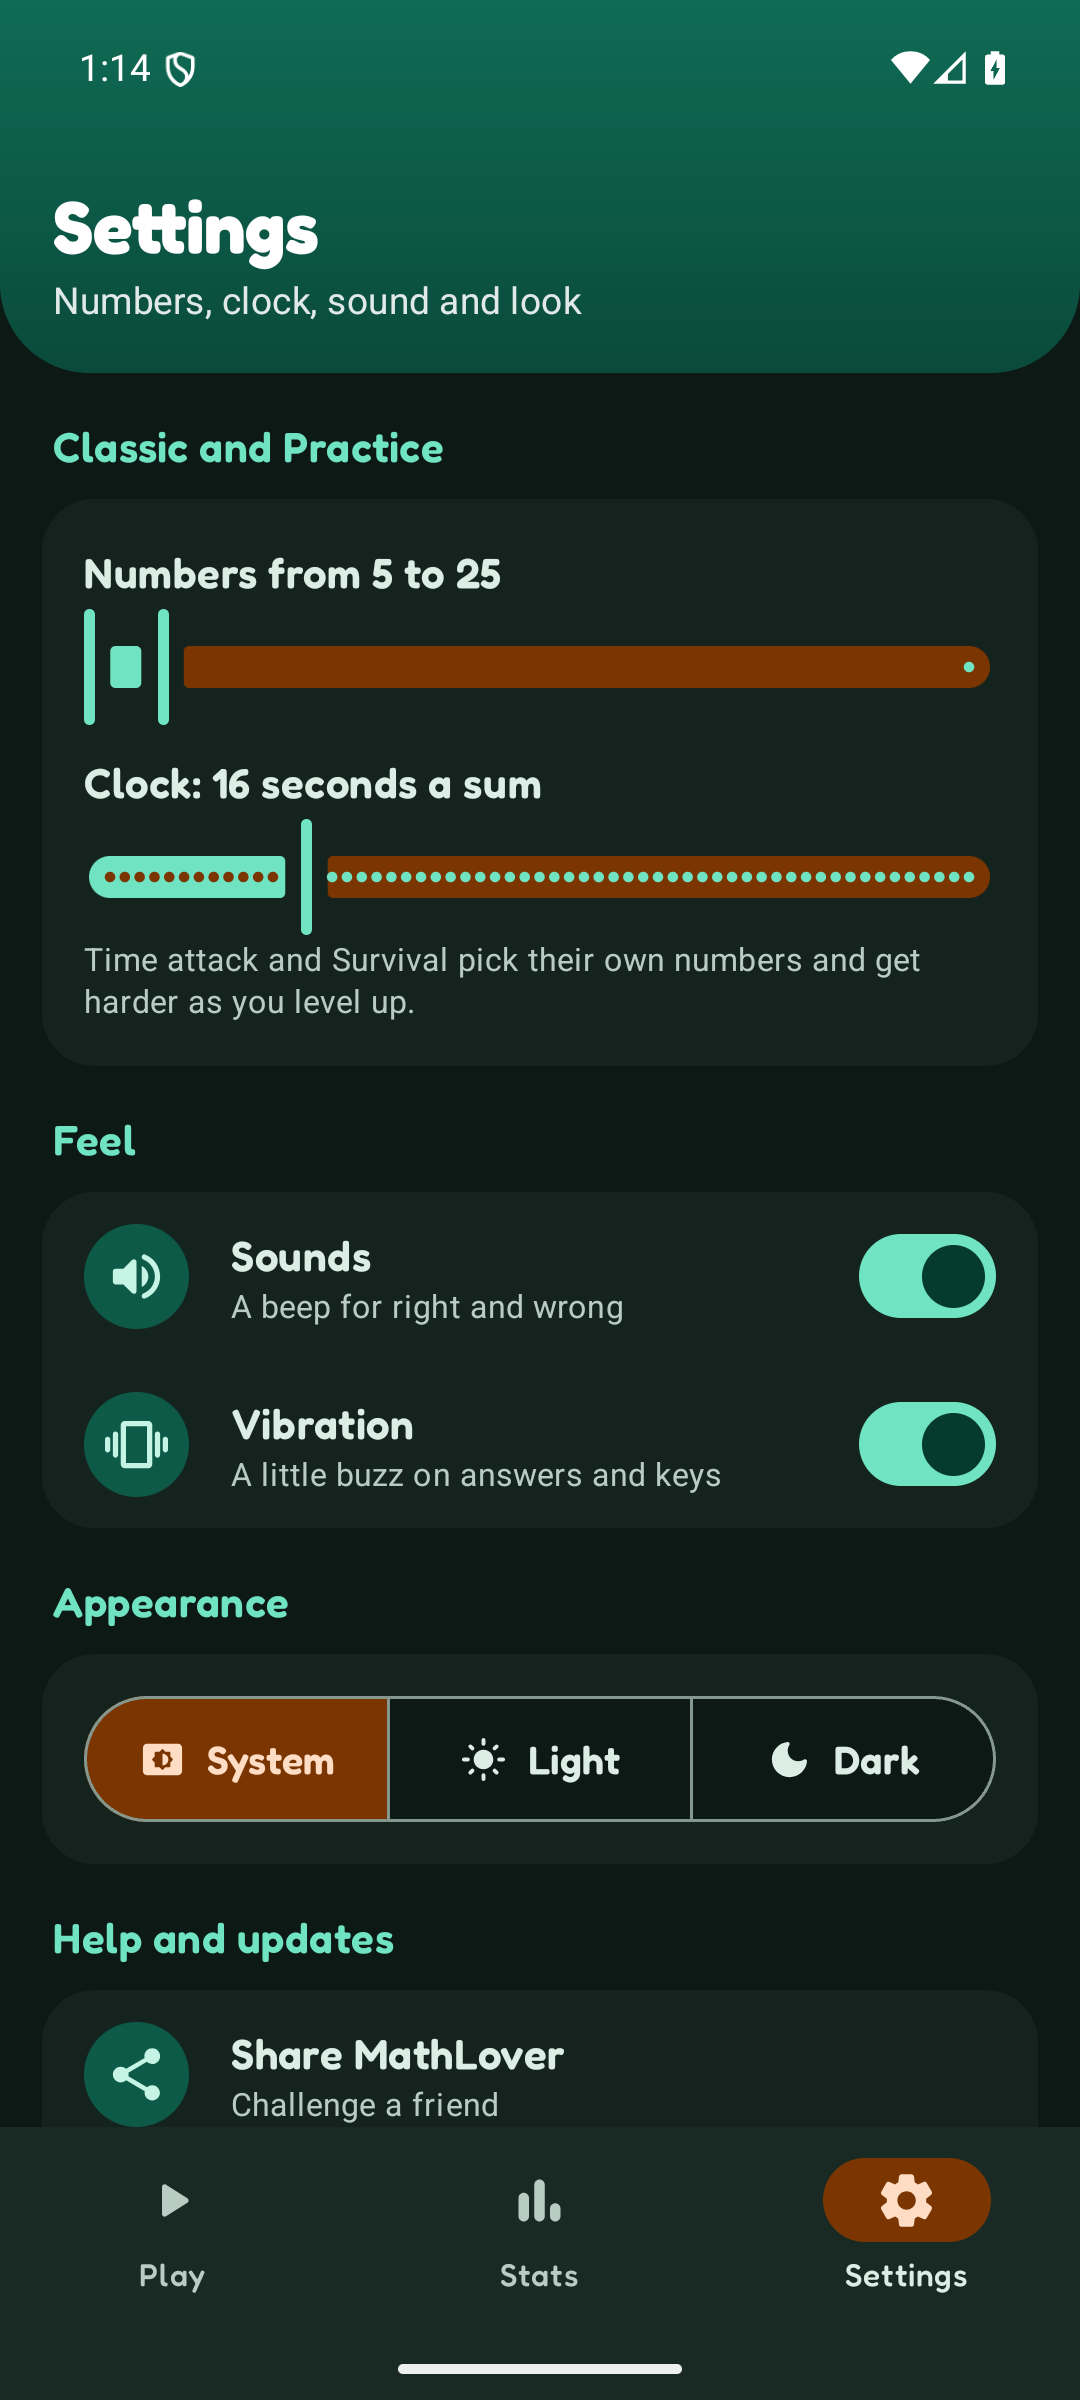 1:14
Settings
Numbers, clock, sound and look
Classic and Practice
Numbers from 5 to 25
Clock: 16 seconds a sum
Time attack and Survival pick their own numbers and get
harder as you level up.
Feel
Sounds
A beep for right and wrong
Vibration
A little buzz on answers and keys
Appearance
System
Light
Dark
Help and updates
Share MathLover
Challenge a friend
Play
Stats
Settings